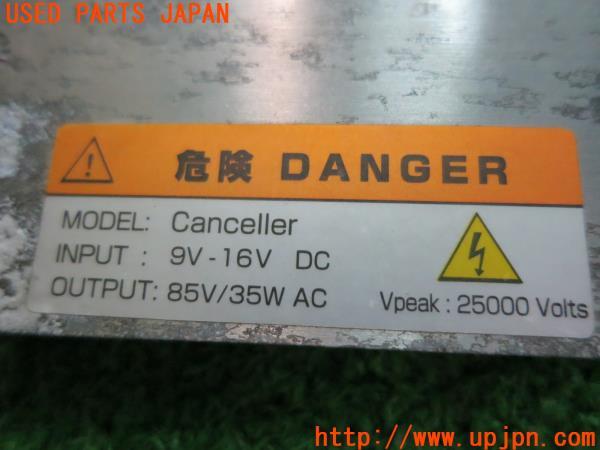 USED PARTS JAPAN
危険 DANGER
MODEL: Canceller
INPUT : 9V-16V DC
OUTPUT: 85V/35W AC
Vpeak : 25000 Volts
http://www.upjpn.com